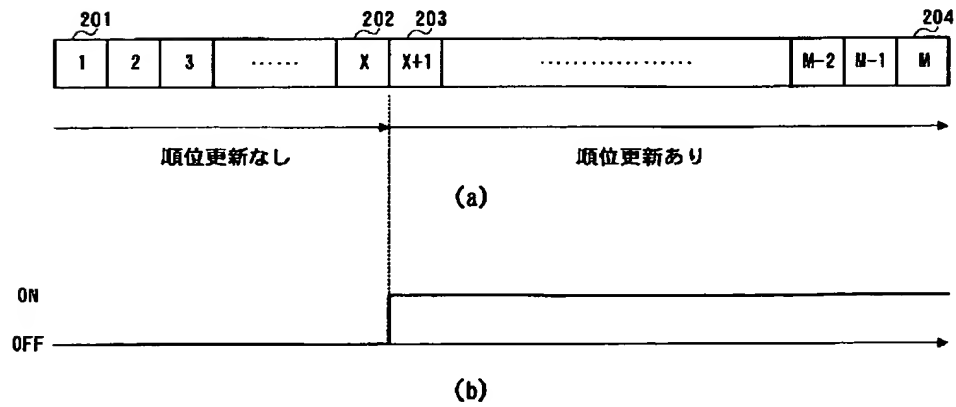 201 202 203 204
1 2 3 ...... X X+1 .................. M-2 M-1 M
順位更新なし 順位更新あり
(a)
ON
OFF
(b)